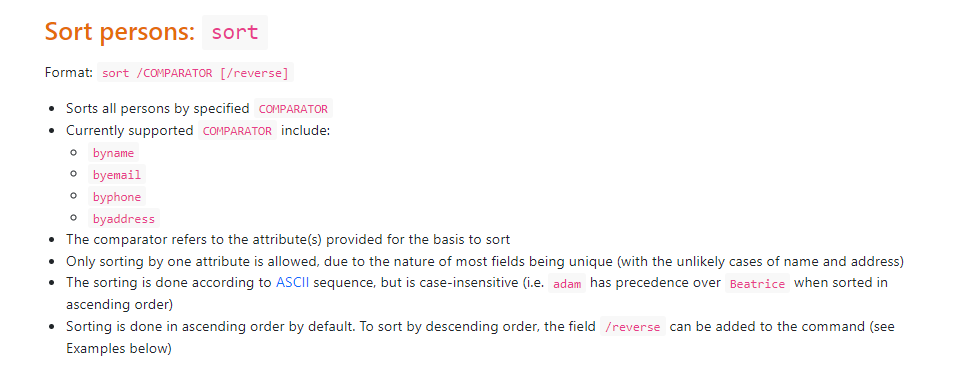 Sort persons: sort
Format: sort /COMPARATOR [/reverse]
Sorts all persons by specified COMPARATOR
Currently supported COMPARATOR include:
byname
byemail
byphone
byaddress
The comparator refers to the attribute(s) provided for the basis to sort
Only sorting by one attribute is allowed, due to the nature of most fields being unique (with the unlikely cases of name and address)
The sorting is done according to ASCII sequence, but is case-insensitive (i.e. adam has precedence over Beatrice when sorted in
ascending order)
Sorting is done in ascending order by default. To sort by descending order, the field /reverse can be added to the command (see
Examples below)